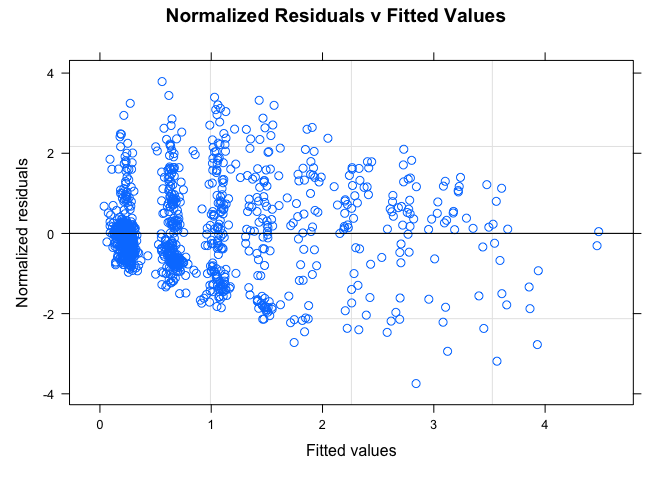 Normalized Residuals v Fitted Values
Normalized residuals
4
2
0
-2
-4
0 1 2 3 4
Fitted values